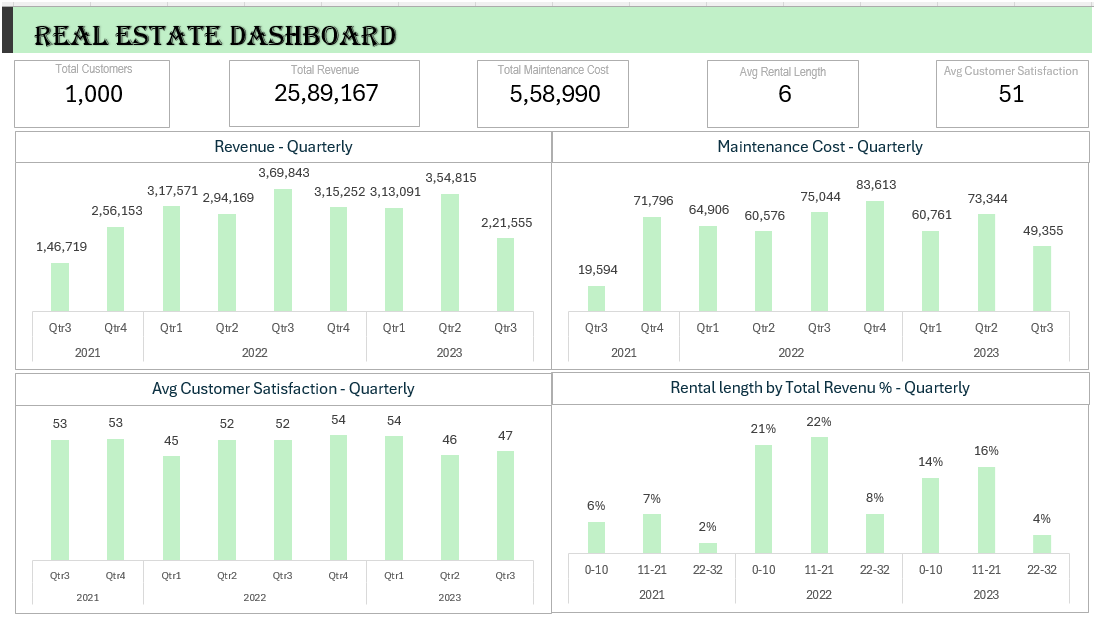 REAL ESTATE DASHBOARD
Total Customers
1,000
Total Revenue
25,89,167
Total Maintenance Cost
5,58,990
Avg Rental Length
6
Avg Customer Satisfaction
51
Revenue - Quarterly
3,69,843
3,54,815
3,17,571 2,94,169 3,15,252 3,13,091
2,56,153
2,21,555
1,46,719
Qtr3 Qtr4 Qtr1 Qtr2 Qtr3 Qtr4 Qtr1 Qtr2 Qtr3
2021 2022 2023
Maintenance Cost - Quarterly
83,613
75,044
71,796 73,344
64,906
60,576 60,761
49,355
19,594
Qtr3 Qtr4 Qtr1 Qtr2 Qtr3 Qtr4 Qtr1 Qtr2 Qtr3
2021 2022 2023
Avg Customer Satisfaction - Quarterly
53 53 45 52 52 54 54 46 47
Qtr3 Qtr4 Qtr1 Qtr2 Qtr3 Qtr4 Qtr1 Qtr2 Qtr3
2021 2022 2023
Rental length by Total Revenu % - Quarterly
6% 7% 2% 21% 22% 8% 14% 16% 4%
0-10 11-21 22-32 0-10 11-21 22-32 0-10 11-21 22-32
2021 2022 2023